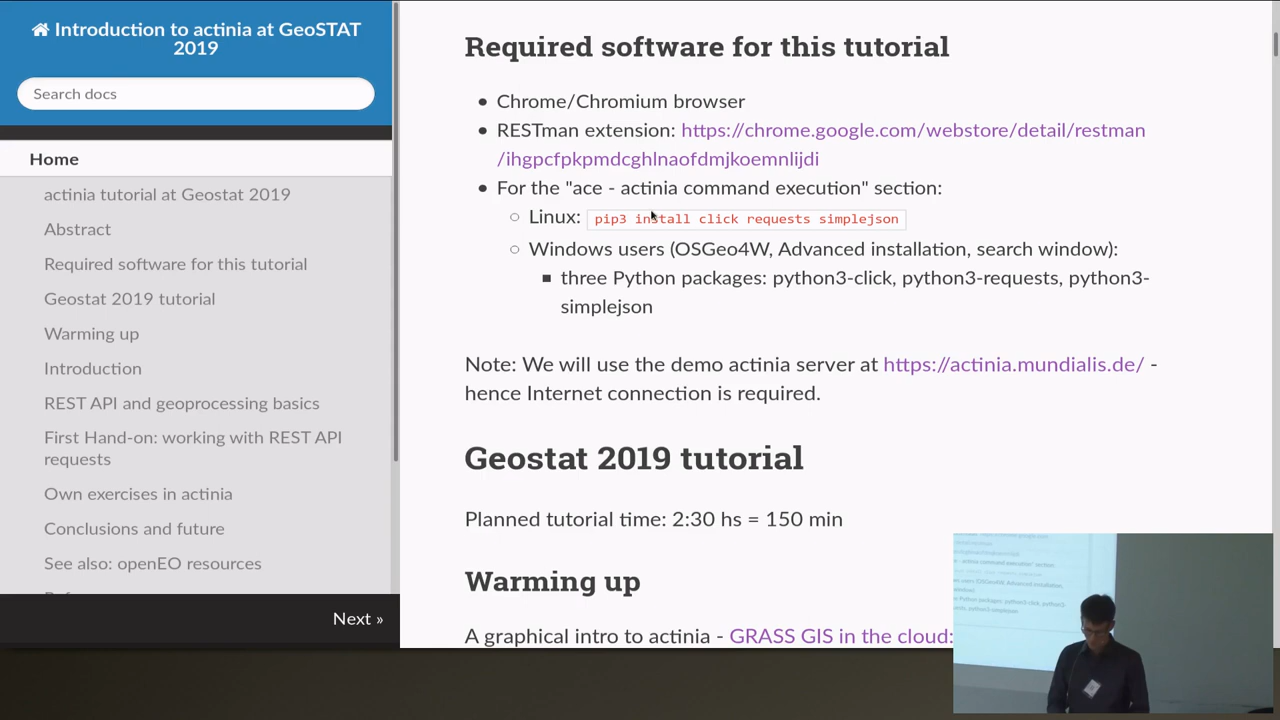 Introduction to actinia at GeoSTAT
2019
Search docs
Home
actinia tutorial at Geostat 2019
Abstract
Required software for this tutorial
Geostat 2019 tutorial
Warming up
Introduction
REST API and geoprocessing basics
First Hand-on: working with REST API
requests
Own exercises in actinia
Conclusions and future
See also: openEO resources
Next »
Required software for this tutorial
• Chrome/Chromium browser
• RESTman extension: https://chrome.google.com/webstore/detail/restman
/ihgpcfpkpmdcghlnaofdmjkoemnlijdi
• For the "ace - actinia command execution" section:
○ Linux: pip3 install click requests simplejson
○ Windows users (OSGeo4W, Advanced installation, search window):
▪ three Python packages: python3-click, python3-requests, python3-
simplejson
Note: We will use the demo actinia server at https://actinia.mundialis.de/ -
hence Internet connection is required.
Geostat 2019 tutorial
Planned tutorial time: 2:30 hs = 150 min
Warming up
A graphical intro to actinia - GRASS GIS in the cloud: